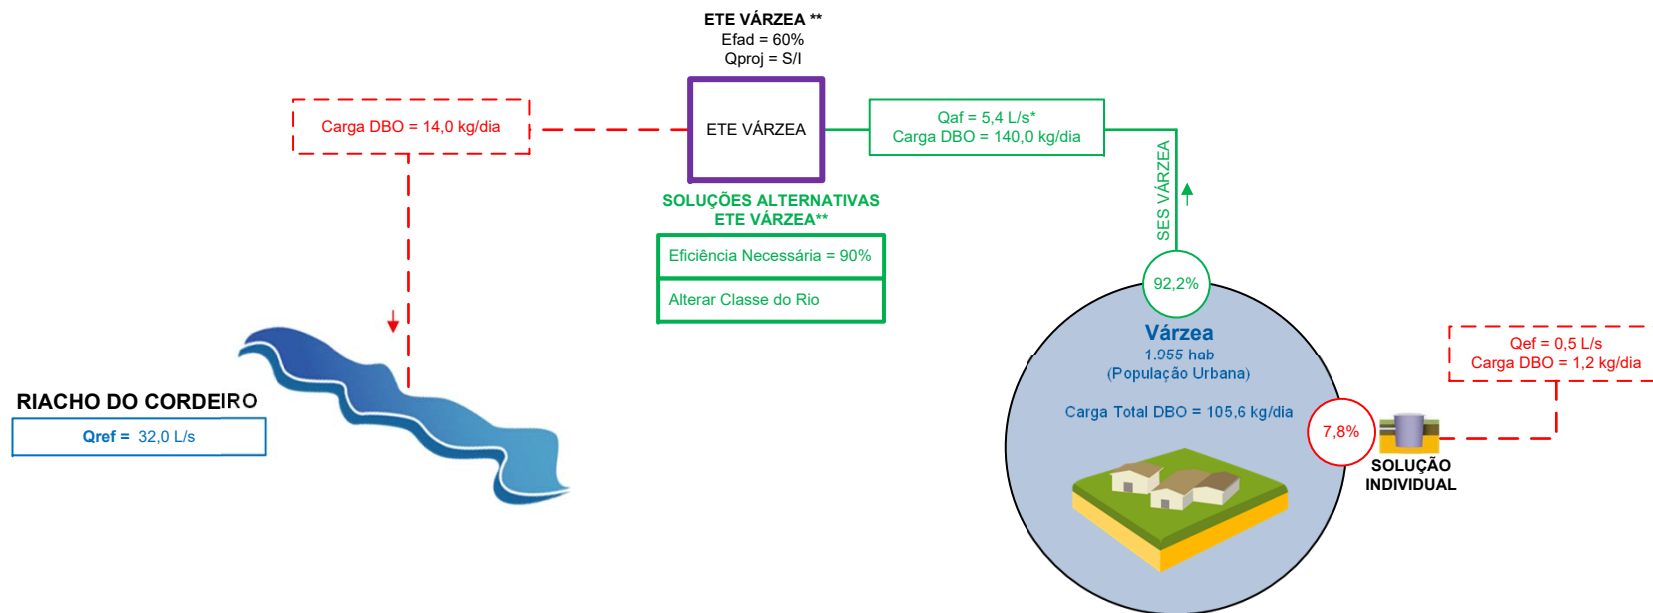 ETE VÁRZEA **
Efad = 60%
Qproj = S/I
Carga DBO = 14,0 kg/dia
ETE VÁRZEA
Qaf = 5,4 L/s*
Carga DBO = 140,0 kg/dia
SES VÁRZEA
SOLUÇÕES ALTERNATIVAS
ETE VÁRZEA**
Eficiência Necessária = 90%
Alterar Classe do Rio
92,2%
Várzea
1.955 hab
(População Urbana)
Carga Total DBO = 105,6 kg/dia
Qef = 0,5 L/s
Carga DBO = 1,2 kg/dia
7,8%
SOLUÇÃO
INDIVIDUAL
RIACHO DO CORDEIRO
Qref = 32,0 L/s